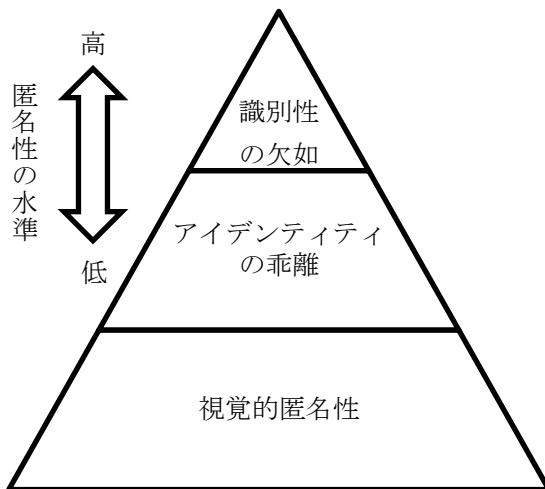 高
匿名性の水準
低
識別性
の欠如
アイデンティティ
の乖離
視覚的匿名性